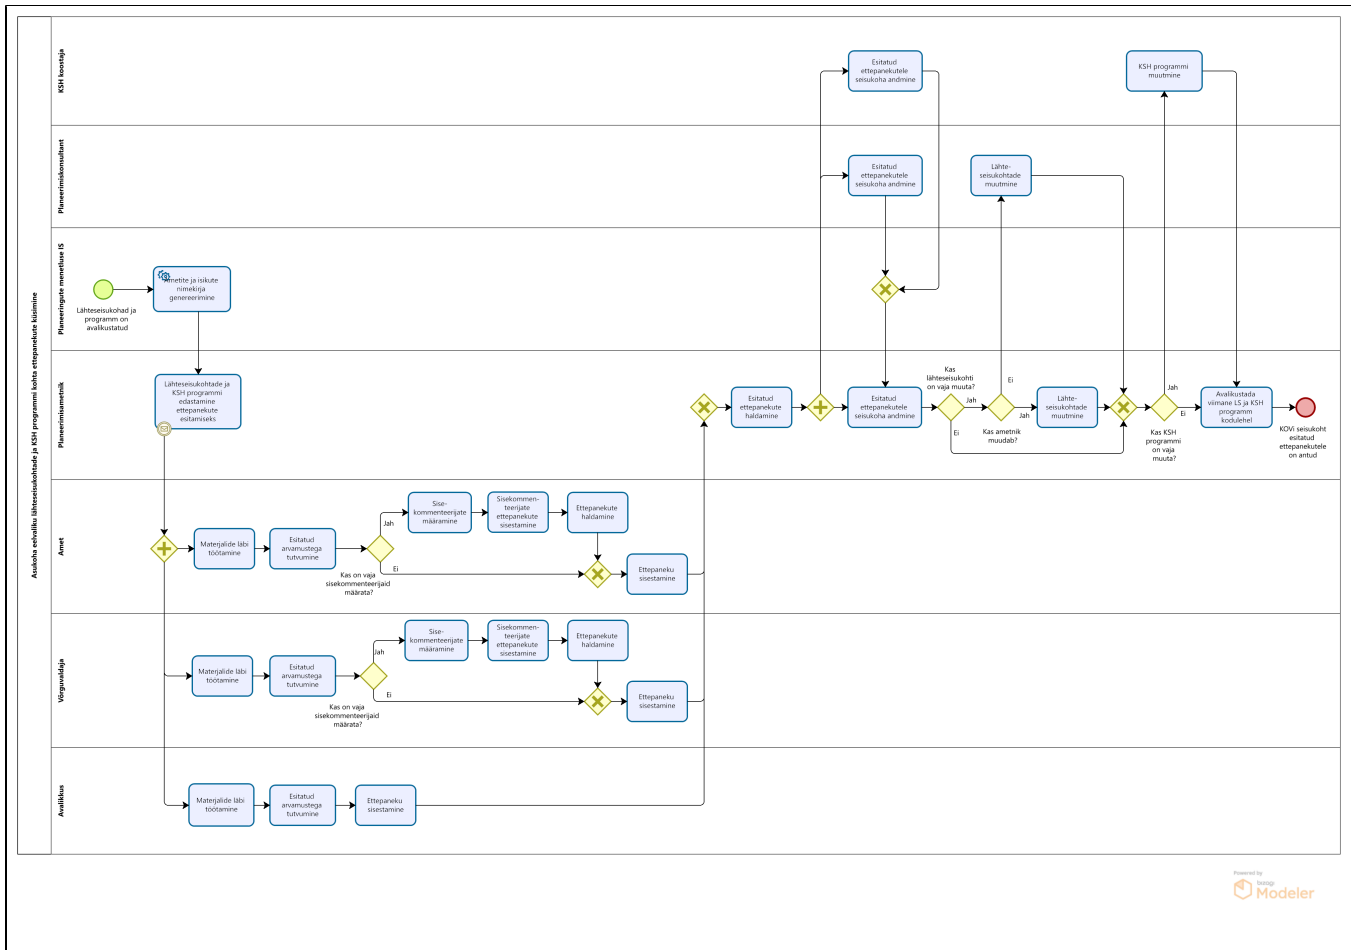 Asukoha eelvaliku lähteseisukohtade ja KSH programmi kohta ettepanekute küsimine
KSH koostaja
Esitatud
ettepanekutele
seisukoha andmine
KSH programmi
muutmine
Planeerimiskonsultant
Esitatud
ettepanekutele
seisukoha andmine
Lähte-
seisukohtade
muutmine
Planeeringute menetluse IS
Lähteseisukohad ja
programm on
avalikustatud
Ametite ja isikute
nimekirja
genereerimine
Planeerimisametnik
Lähteseisukohtade ja
KSH programmi
edastamine
ettepanekute
esitamiseks
Esitatud
ettepanekute
haldamine
Esitatud
ettepanekutele
seisukoha andmine
Kas
lähteseisukohti
on vaja muuta?
Jah
Ei
Ei
Jah
Kas ametnik
muudab?
Lähte-
seisukohtade
muutmine
Jah
Ei
Kas KSH
programmi
on vaja
muuta?
Avalikustada
viimane LS ja KSH
programm
kodulehel
KOVi seisukoht
esitatud
ettepanekutele
on antud
Amet
Materjalide läbi
töötamine
Esitatud
arvamustega
tutvumine
Jah
Ei
Kas on vaja
sisekommenteerijaid
määrata?
Sise-
kommenteerijate
määramine
Sisekommen-
teerijate
ettepanekute
sisestamine
Ettepanekute
haldamine
Ettepaneku
sisestamine
Võrguvaldaja
Materjalide läbi
töötamine
Esitatud
arvamustega
tutvumine
Jah
Ei
Kas on vaja
sisekommenteerijaid
määrata?
Sise-
kommenteerijate
määramine
Sisekommen-
teerijate
ettepanekute
sisestamine
Ettepanekute
haldamine
Ettepaneku
sisestamine
Avalikkus
Materjalide läbi
töötamine
Esitatud
arvamustega
tutvumine
Ettepaneku
sisestamine
Powered by
bizagi
Modeler